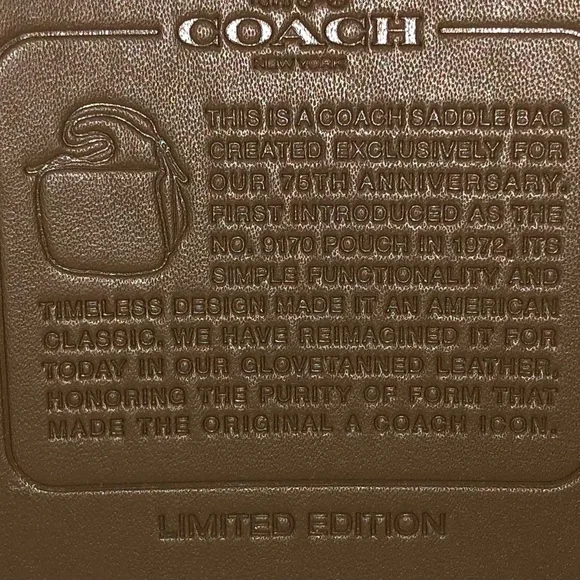 COACH
NEW YORK
THIS IS A COACH SADDLE BAG
CREATED EXCLUSIVELY FOR
OUR 75TH ANNIVERSARY.
FIRST INTRODUCED AS THE
NO. 9170 POUCH IN 1972, ITS
SIMPLE FUNCTIONALITY AND
TIMELESS DESIGN MADE IT AN AMERICAN
CLASSIC. WE HAVE REIMAGINED IT FOR
TODAY IN OUR GLOVETANNED LEATHER,
HONORING THE PURITY OF FORM THAT
MADE THE ORIGINAL A COACH ICON.
LIMITED EDITION